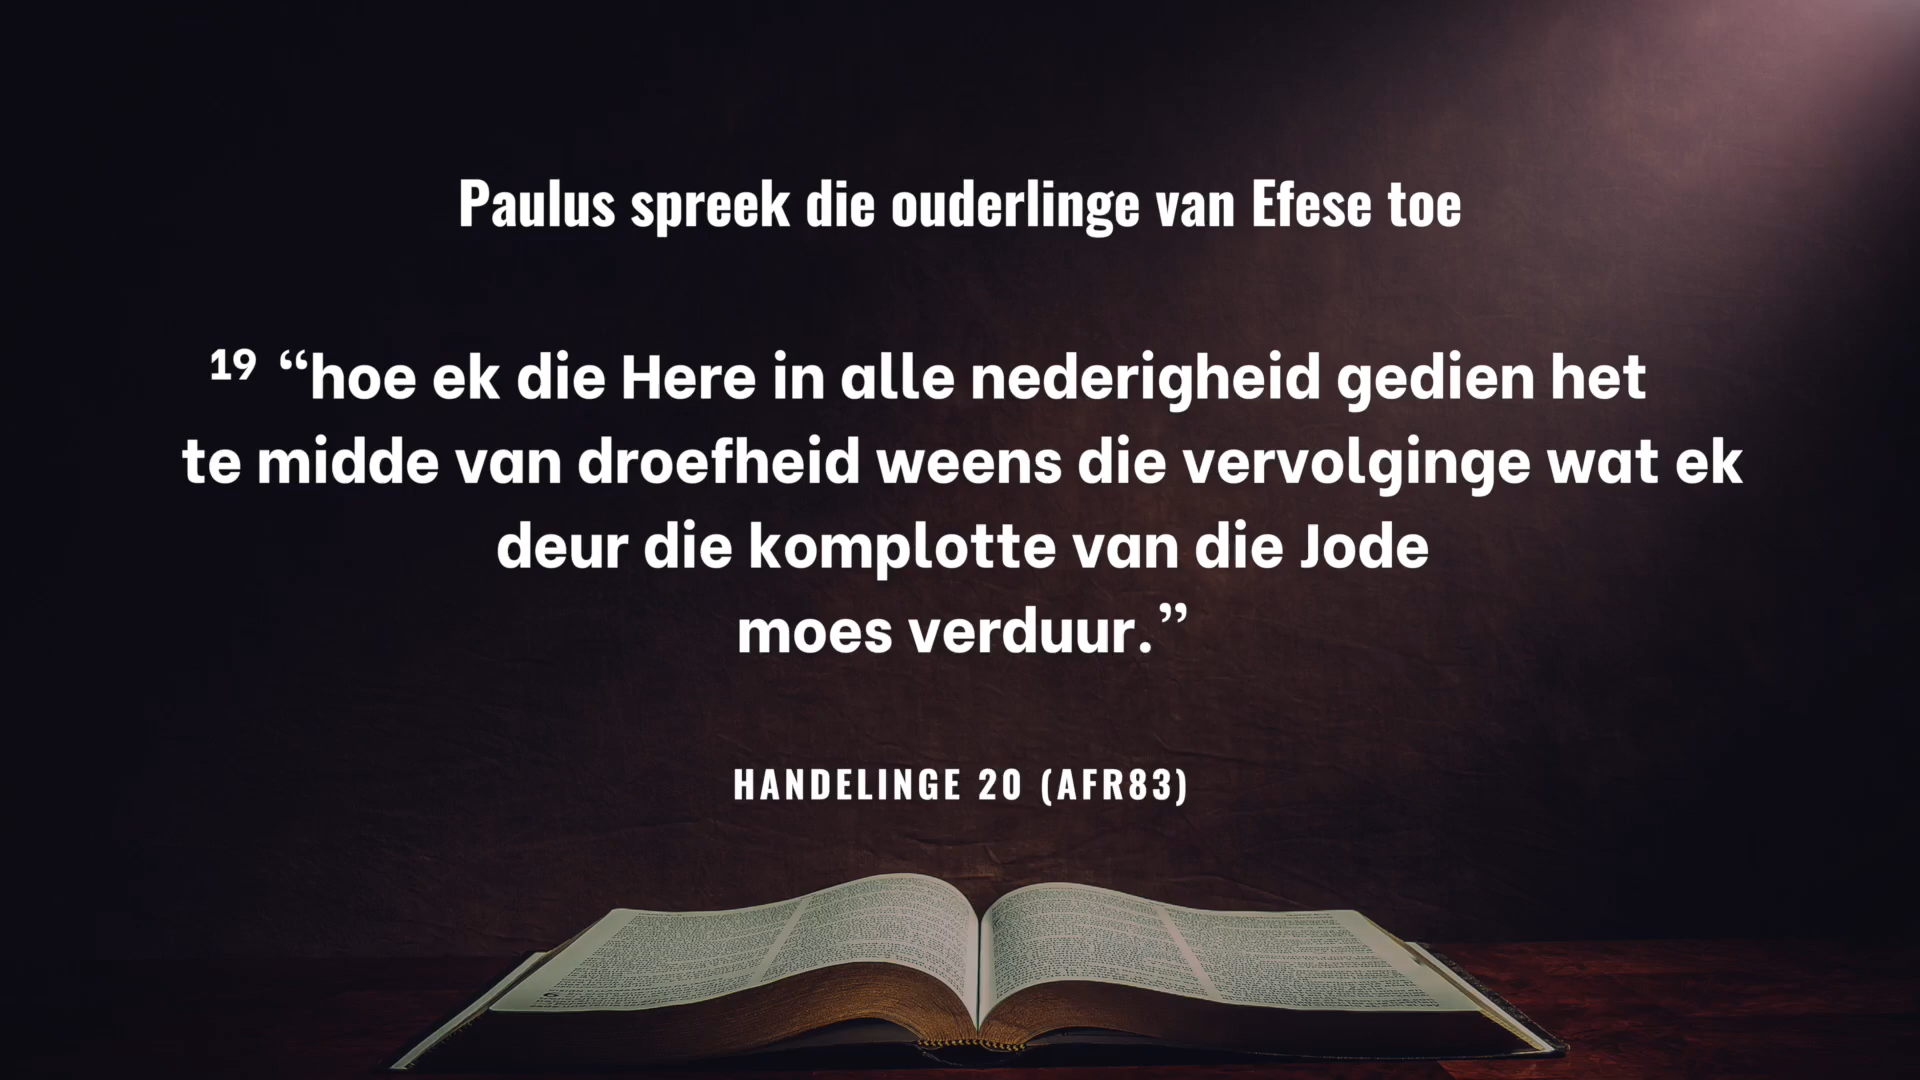 Paulus spreek die ouderlinge van Efese toe
¹⁹ “hoe ek die Here in alle nederigheid gedien het
te midde van droefheid weens die vervolginge wat ek
deur die komplotte van die Jode
moes verduur.”
HANDELINGE 20 (AFR83)